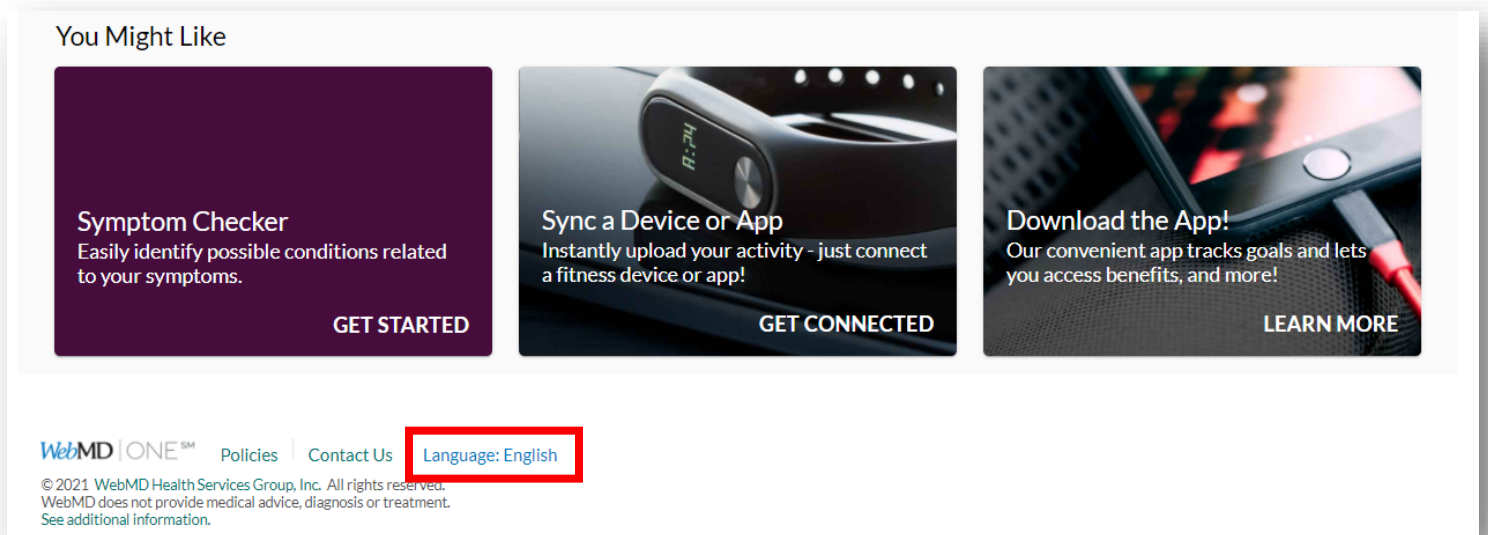 You Might Like
Symptom Checker
Easily identify possible conditions related
to your symptoms.
GET STARTED
A:24
Sync a Device or App
Instantly upload your activity - just connect
a fitness device or app!
GET CONNECTED
Download the App!
Our convenient app tracks goals and lets
you access benefits, and more!
LEARN MORE
WebMD | ONE℠ Policies Contact Us Language: English
© 2021 WebMD Health Services Group, Inc. All rights reserved.
WebMD does not provide medical advice, diagnosis or treatment.
See additional information.